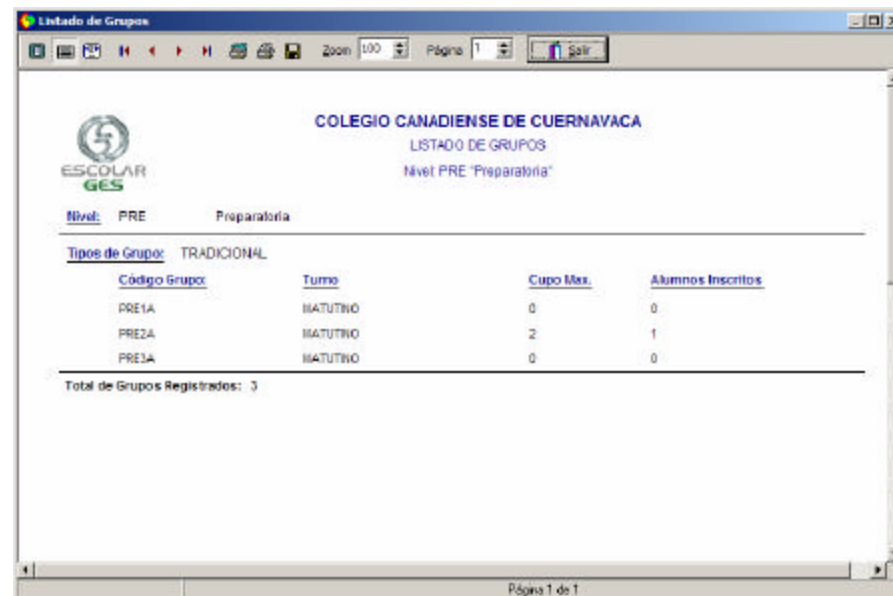 Listado de Grupos
Zoom 100 Página 1 Salir
COLEGIO CANADIENSE DE CUERNAVACA
LISTADO DE GRUPOS
Nivel: PRE "Preparatoria"
ESCOLAR
GES
Nivel: PRE Preparatoria
Tipos de Grupo: TRADICIONAL
Código Grupo: Turno Cupo Max. Alumnos Inscritos
PRE1A MATUTINO 0 0
PRE2A MATUTINO 2 1
PRE3A MATUTINO 0 0
Total de Grupos Registrados: 3
Página 1 de 1